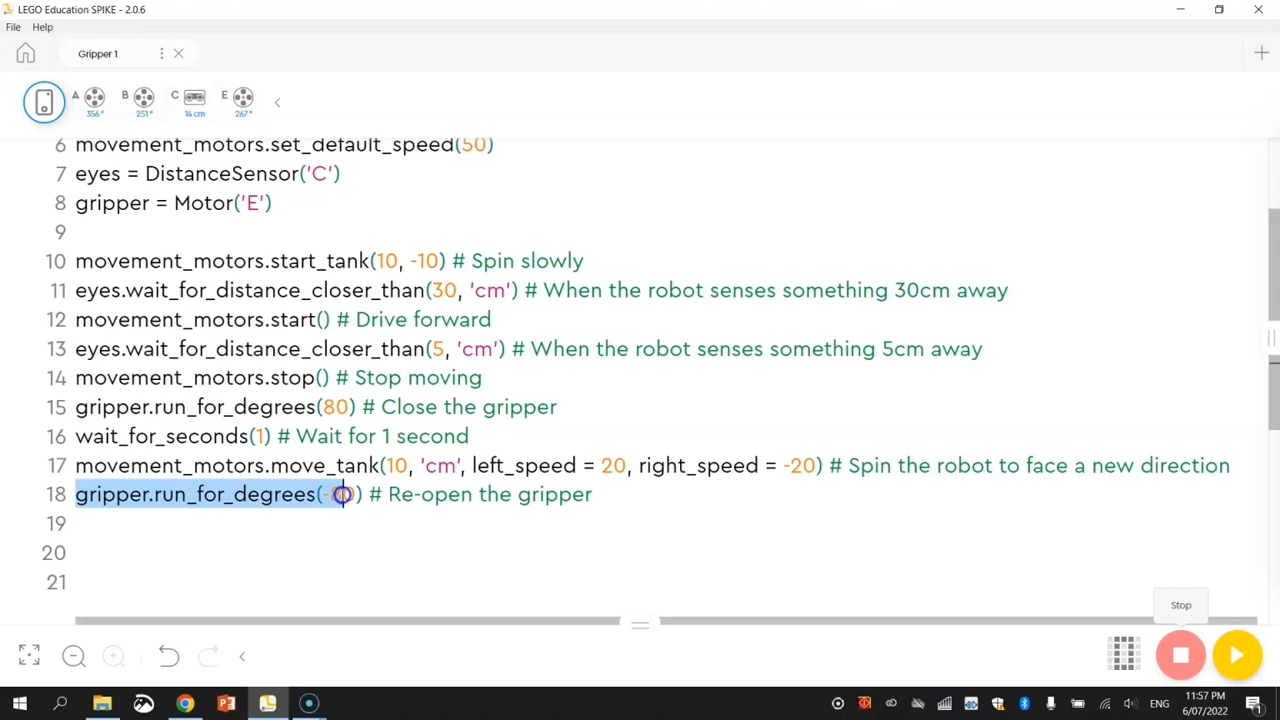 LEGO Education SPIKE - 2.0.6
File Help
Gripper 1
A 356° B 251° C 14 cm E 267°
6 movement_motors.set_default_speed(50)
7 eyes = DistanceSensor('C')
8 gripper = Motor('E')
9
10 movement_motors.start_tank(10, -10) # Spin slowly
11 eyes.wait_for_distance_closer_than(30, 'cm') # When the robot senses something 30cm away
12 movement_motors.start() # Drive forward
13 eyes.wait_for_distance_closer_than(5, 'cm') # When the robot senses something 5cm away
14 movement_motors.stop() # Stop moving
15 gripper.run_for_degrees(80) # Close the gripper
16 wait_for_seconds(1) # Wait for 1 second
17 movement_motors.move_tank(10, 'cm', left_speed = 20, right_speed = -20) # Spin the robot to face a new direction
18 gripper.run_for_degrees( # Re-open the gripper
19
20
21
Stop
11:57 PM
ENG
6/07/2022